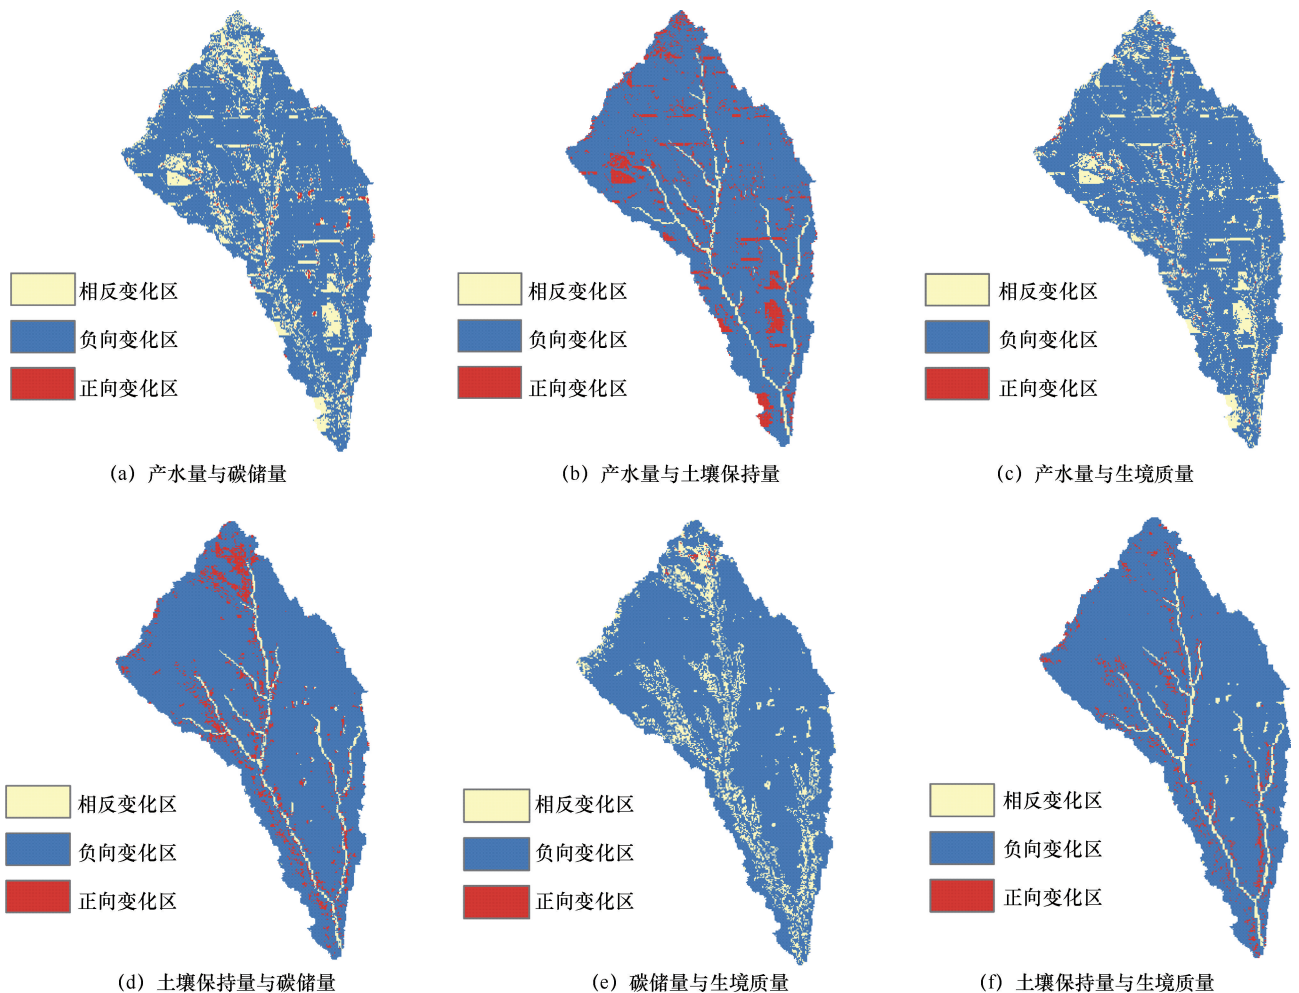 相反变化区
负向变化区
正向变化区
(a) 产水量与碳储量
相反变化区
负向变化区
正向变化区
(b) 产水量与土壤保持量
相反变化区
负向变化区
正向变化区
(c) 产水量与生境质量
相反变化区
负向变化区
正向变化区
(d) 土壤保持量与碳储量
相反变化区
负向变化区
正向变化区
(e) 碳储量与生境质量
相反变化区
负向变化区
正向变化区
(f) 土壤保持量与生境质量